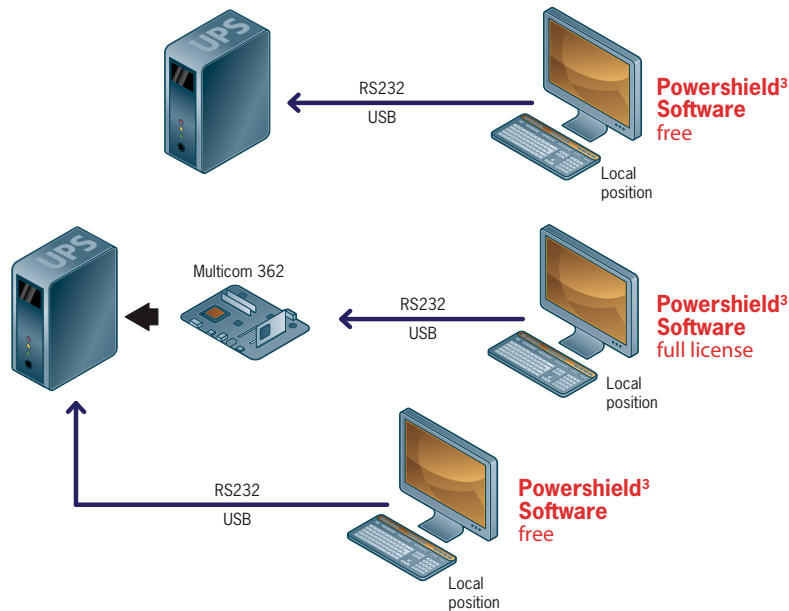 UPS
RS232
USB
Powershield³
Software
free
Local
position
UPS
Multicom 362
RS232
USB
Powershield³
Software
full license
Local
position
RS232
USB
Powershield³
Software
free
Local
position